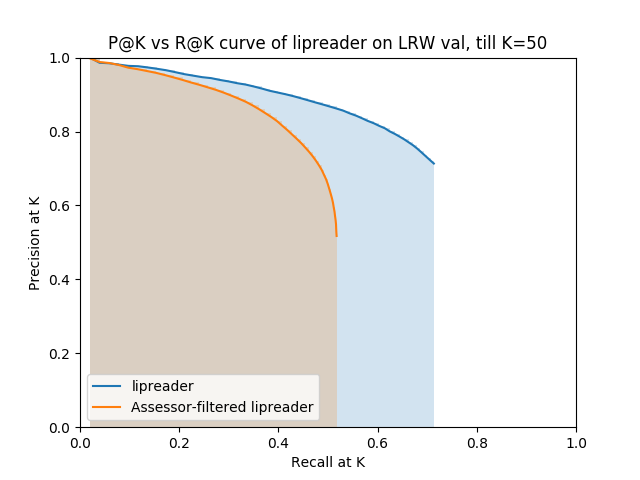 P@K vs R@K curve of lipreader on LRW val, till K=50
1.0
0.8
0.6
0.4
0.2
0.0
Precision at K
lipreader
Assessor-filtered lipreader
0.0 0.2 0.4 0.6 0.8 1.0
Recall at K